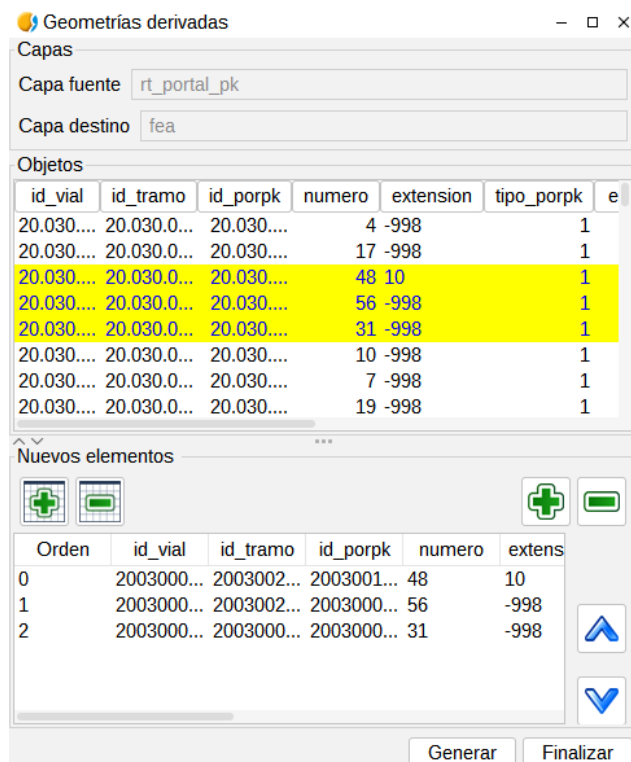 Geometrías derivadas
Capas
Capa fuente rt_portal_pk
Capa destino fea
Objetos
id_vial id_tramo id_porpk numero extension tipo_porpk e
20.030.... 20.030.0... 20.030.... 4 -998 1
20.030.... 20.030.0... 20.030.... 17 -998 1
20.030.... 20.030.0... 20.030.... 48 10 1
20.030.... 20.030.0... 20.030.... 56 -998 1
20.030.... 20.030.0... 20.030.... 31 -998 1
20.030.... 20.030.0... 20.030.... 10 -998 1
20.030.... 20.030.0... 20.030.... 7 -998 1
20.030.... 20.030.0... 20.030.... 19 -998 1
Nuevos elementos
Orden id_vial id_tramo id_porpk numero extens
0 2003000... 2003002... 2003001... 48 10
1 2003000... 2003002... 2003000... 56 -998
2 2003000... 2003000... 2003000... 31 -998
Generar Finalizar